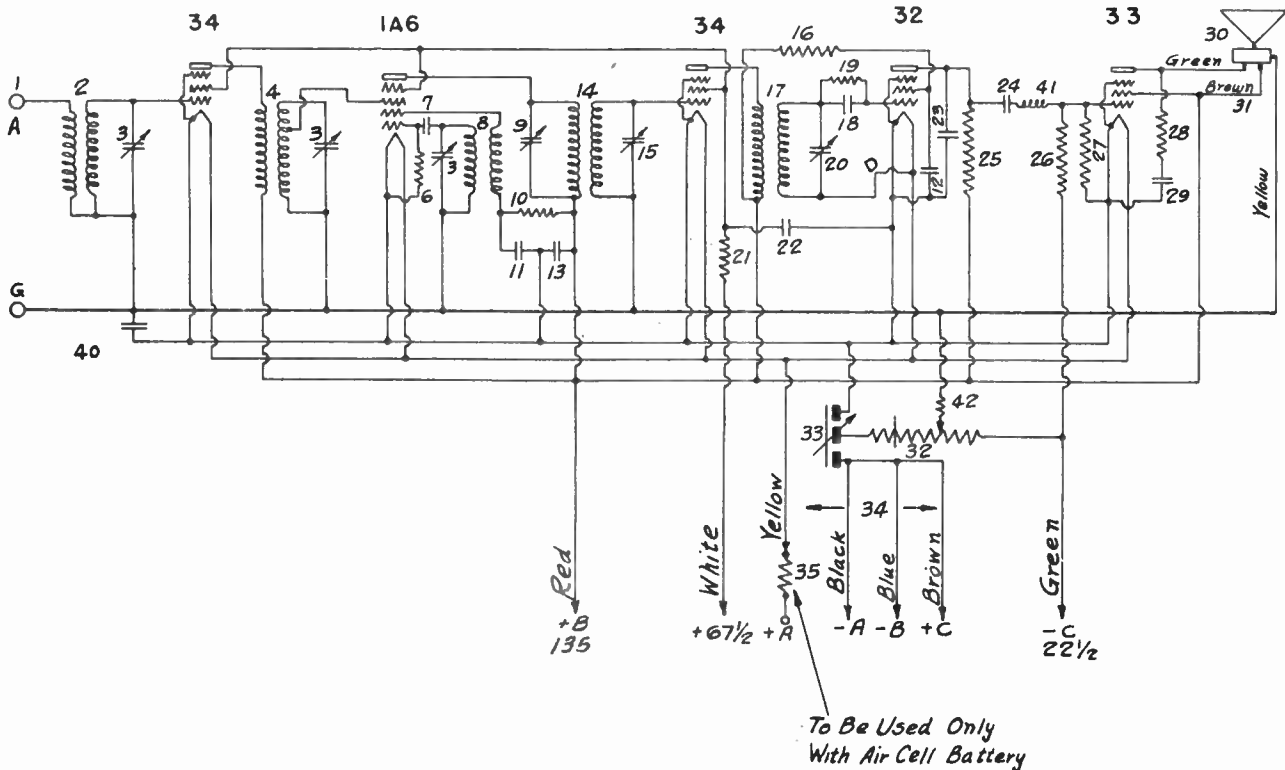 34 1A6 34 32 33
1
A
2
3
4
3
7
6
3
8
9
10
11
13
14
15
16
17
18
19
20
D
21
22
23
12
24
41
25
26
27
28
29
30
Green
Brown
31
Yellow
G
40
42
33
32
34
35
Red
White
Yellow
Black
Blue
Brown
Green
+B
135
+67½
+A
-A
-B
+C
-C
22½
To Be Used Only
With Air Cell Battery